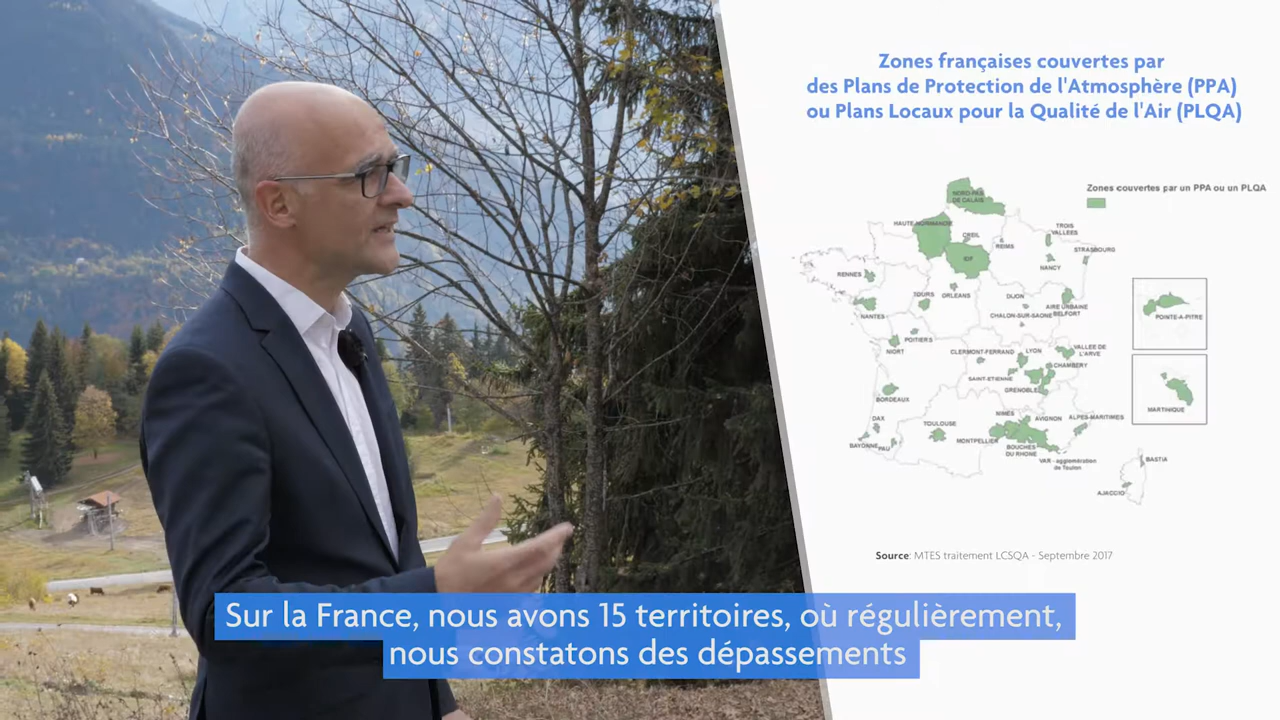 Zones françaises couvertes par
des Plans de Protection de l'Atmosphère (PPA)
ou Plans Locaux pour la Qualité de l'Air (PLQA)
Zones couvertes par un PPA ou un PLQA
NORD-PAS
DE CALAIS
HAUTE-NORMANDIE
CREIL
REIMS
TROIS
VALLEES
STRASBOURG
IDF
NANCY
RENNES
TOURS
ORLEANS
DIJON
AIRE URBAINE
BELFORT
NANTES
CHALON-SUR-SAONE
POINTE-A-PITRE
POITIERS
NIORT
CLERMONT-FERRAND
LYON
VALLEE DE
L'ARVE
CHAMBERY
SAINT-ETIENNE
GRENOBLE
BORDEAUX
MARTINIQUE
DAX
TOULOUSE
NIMES
AVIGNON
ALPES-MARITIMES
BAYONNE
PAU
MONTPELLIER
BOUCHES
DU RHONE
VAR - agglomération
de Toulon
BASTIA
AJACCIO
Source: MTES traitement LCSQA - Septembre 2017
Sur la France, nous avons 15 territoires, où régulièrement,
nous constatons des dépassements